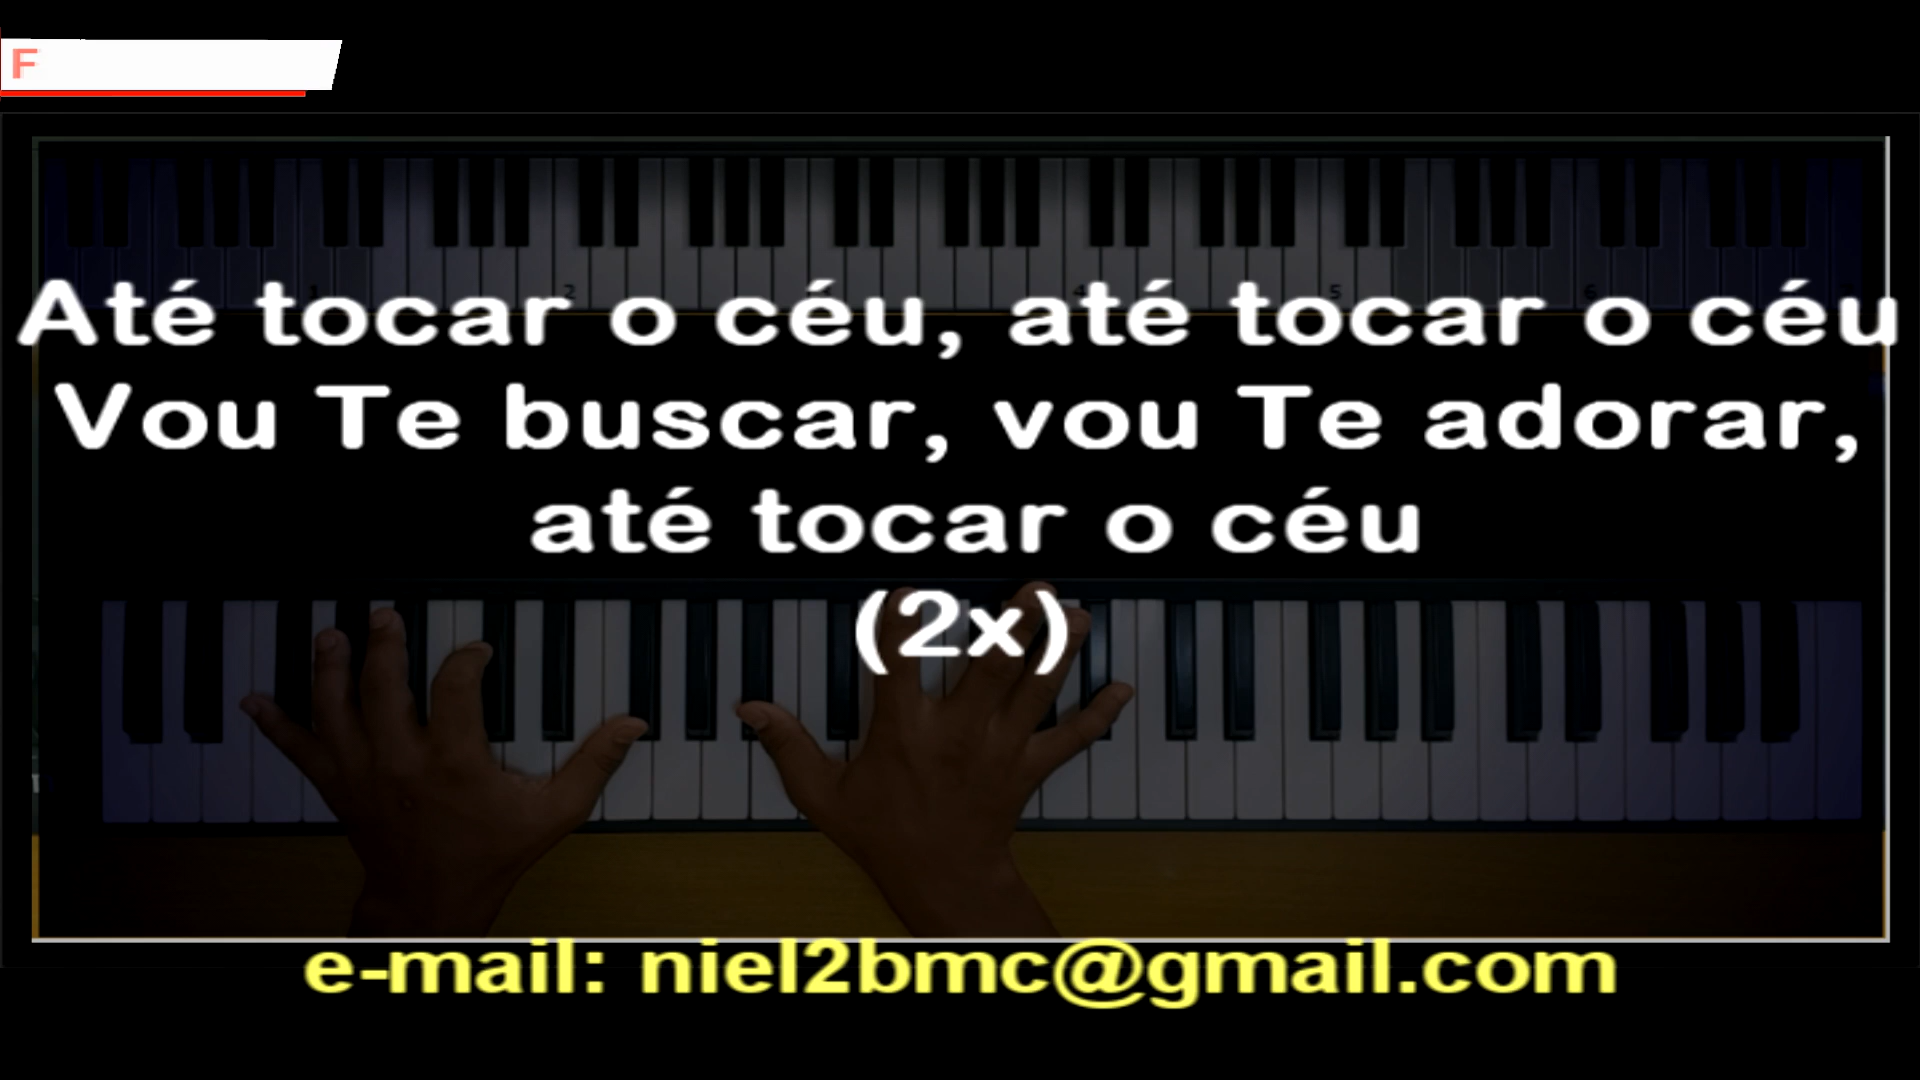 F
Até tocar o céu, até tocar o céu
Vou Te buscar, vou Te adorar,
até tocar o céu
(2x)
e-mail: niel2bmc@gmail.com